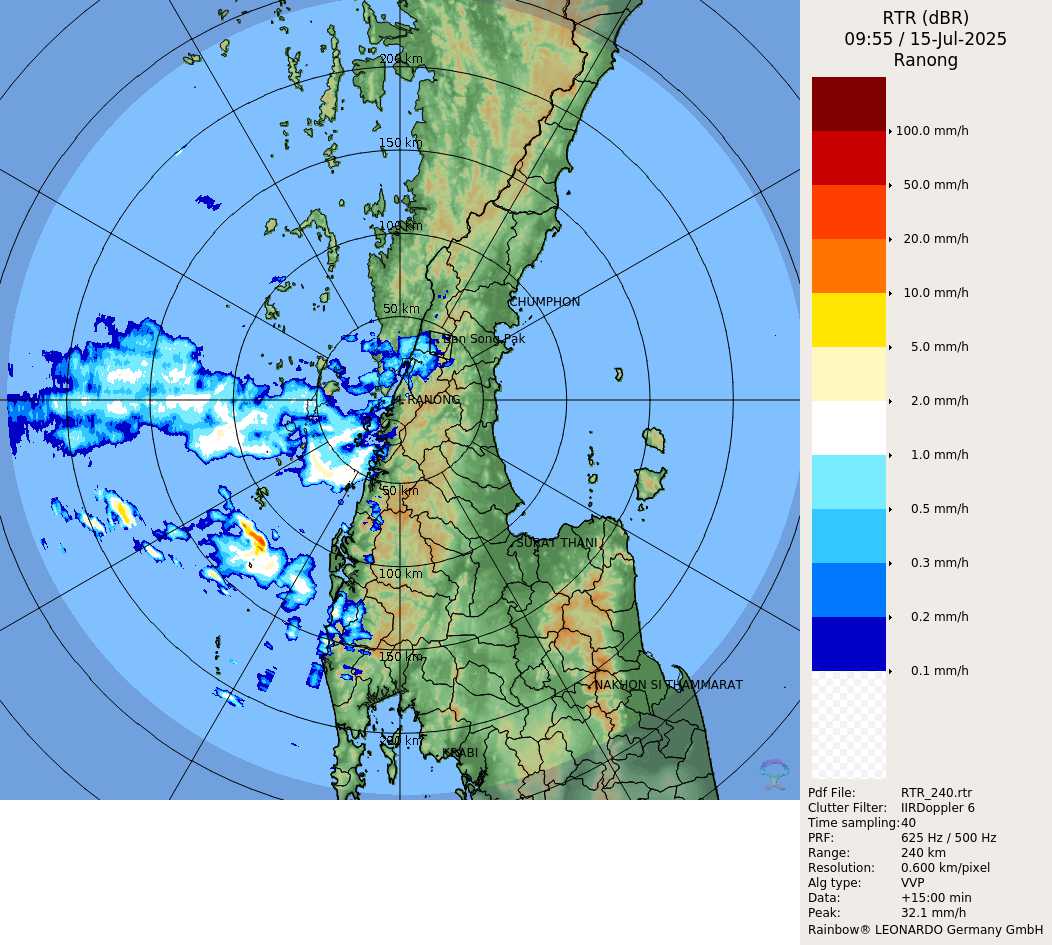 200 km
150 km
100 km
50 km
CHUMPHON
Ban Song Pak
RANONG
50 km
SURAT THANI
100 km
150 km
NAKHON SI THAMMARAT
200 km
KRABI
RTR (dBR)
09:55 / 15-Jul-2025
Ranong
100.0 mm/h
50.0 mm/h
20.0 mm/h
10.0 mm/h
5.0 mm/h
2.0 mm/h
1.0 mm/h
0.5 mm/h
0.3 mm/h
0.2 mm/h
0.1 mm/h
Pdf File: RTR_240.rtr
Clutter Filter: IIRDoppler 6
Time sampling:40
PRF: 625 Hz / 500 Hz
Range: 240 km
Resolution: 0.600 km/pixel
Alg type: VVP
Data: +15:00 min
Peak: 32.1 mm/h
Rainbow® LEONARDO Germany GmbH